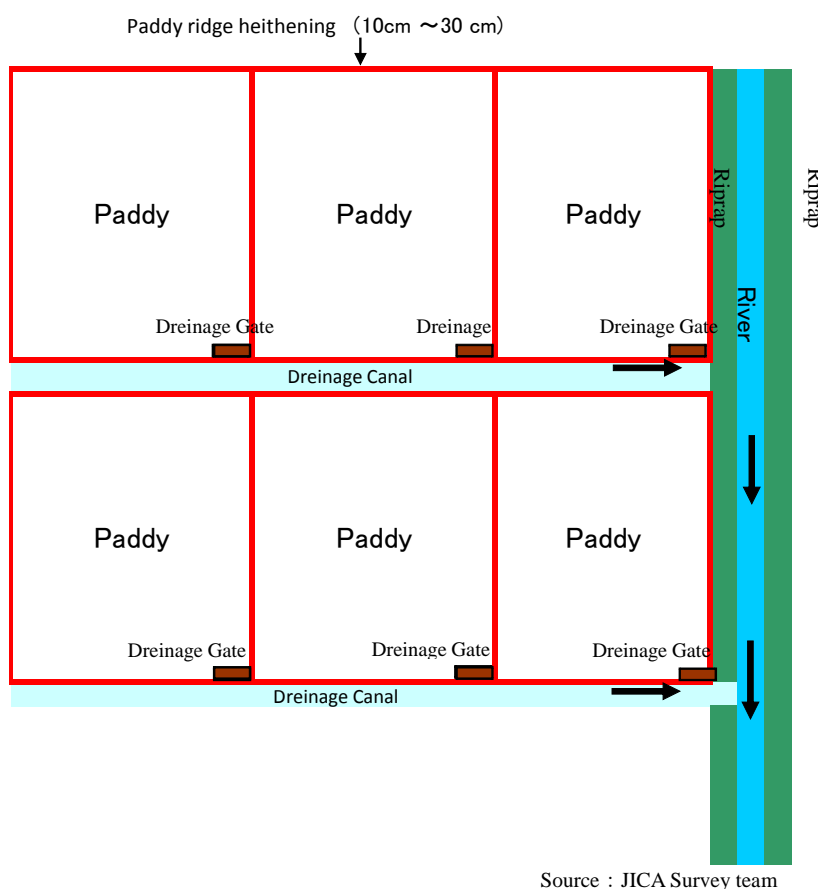 Paddy ridge heithening （10cm ～30 cm）
Paddy
Paddy
Paddy
Riprap
Riprap
River
Dreinage Gate
Dreinage
Dreinage Gate
Dreinage Canal
Paddy
Paddy
Paddy
Dreinage Gate
Dreinage Gate
Dreinage Gate
Dreinage Canal
Source：JICA Survey team